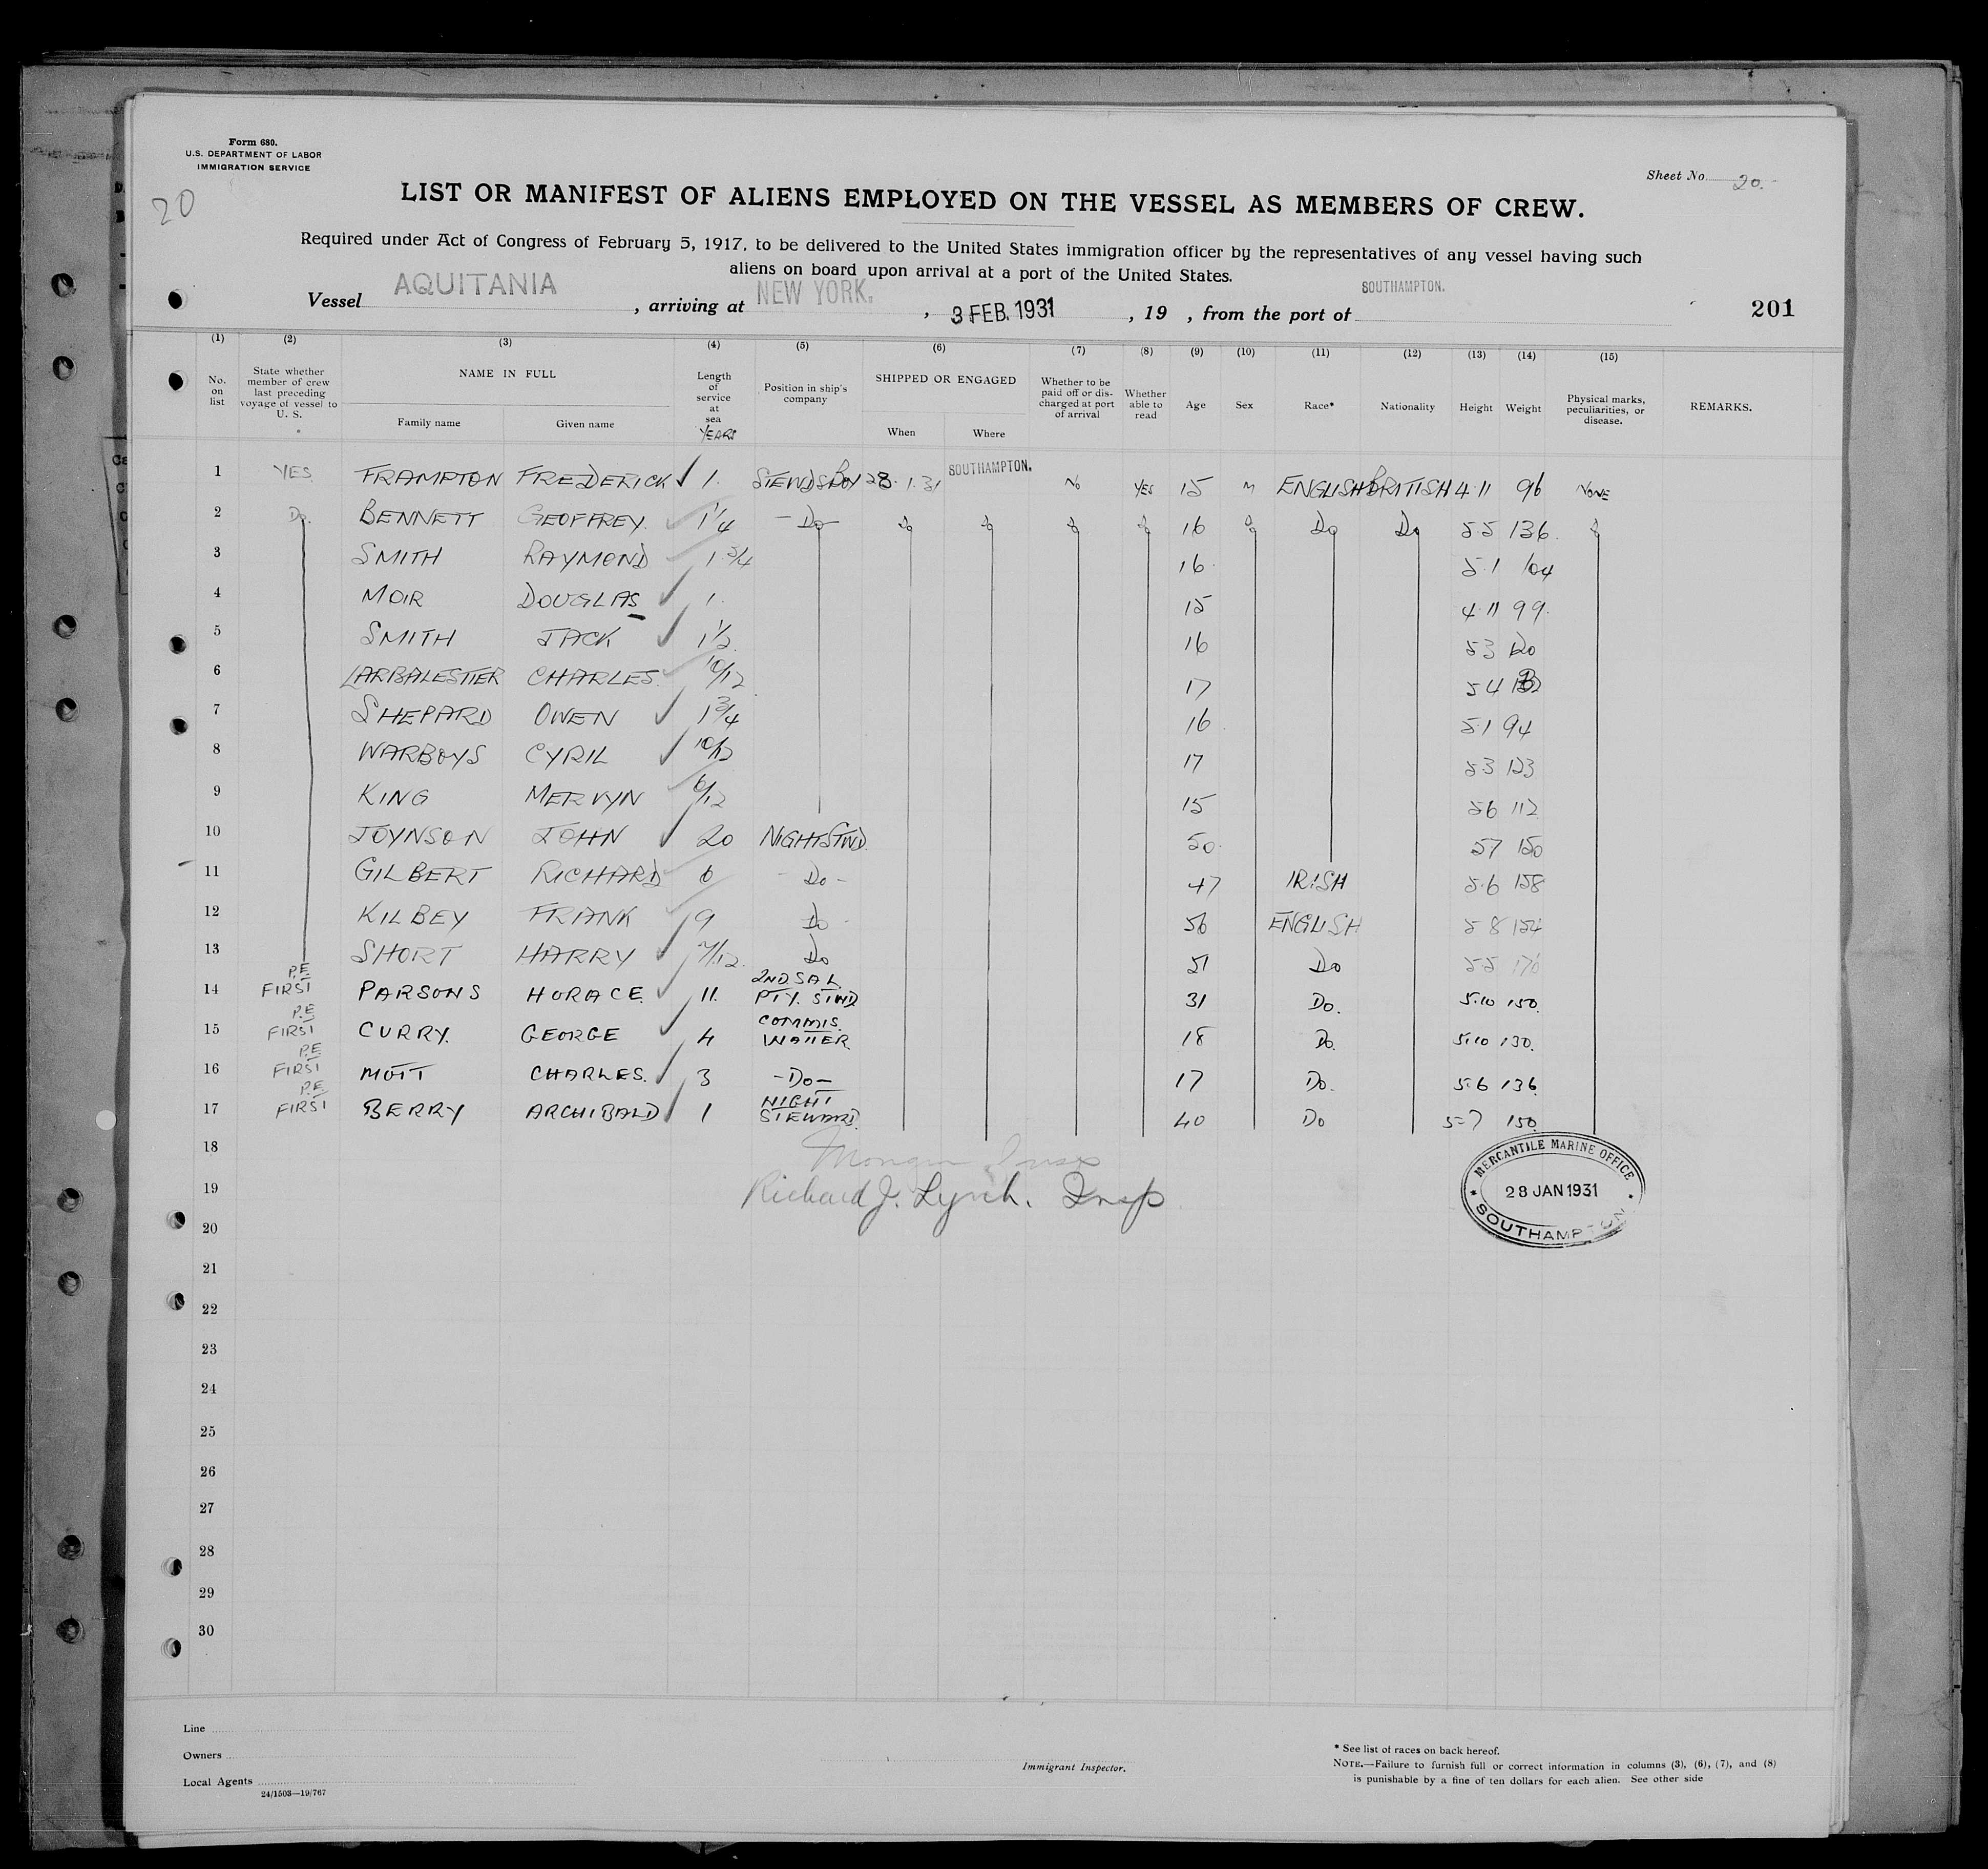 Form 680.
U.S. DEPARTMENT OF LABOR
IMMIGRATION SERVICE
Sheet No. 20.
20
LIST OR MANIFEST OF ALIENS EMPLOYED ON THE VESSEL AS MEMBERS OF CREW.
Required under Act of Congress of February 5, 1917, to be delivered to the United States immigration officer by the representatives of any vessel having such
aliens on board upon arrival at a port of the United States.
Vessel AQUITANIA, arriving at NEW YORK., 3 FEB. 1931, 19 , from the port of SOUTHAMPTON. 201
(1) (2) (3) (4) (5) (6) (7) (8) (9) (10) (11) (12) (13) (14) (15)
No. on list | State whether member of crew last preceding voyage of vessel to U. S. | NAME IN FULL Family name Given name | Length of service at sea YEARS | Position in ship's company | SHIPPED OR ENGAGED When Where | Whether to be paid off or discharged at port of arrival | Whether able to read | Age | Sex | Race* | Nationality | Height | Weight | Physical marks, peculiarities, or disease. | REMARKS.
1 YES FRAMPTON FREDERICK ✓ 1. STEWDS BOY 28.1.31 SOUTHAMPTON. NO YES 15 M ENGLISH BRITISH 4.11 96 NONE
2 Do. BENNETT GEOFFREY. ✓ 1 1/4 -Do- Do Do Do Do 16 Do Do Do 5.5 136. Do
3 SMITH RAYMOND ✓ 1 3/4 16. 5.1 104
4 MOIR DOUGLAS ✓ 1. 15 4.11 99.
5 SMITH JACK ✓ 1 1/2 16 5 3 120
6 LARBALESTIER CHARLES. ✓ 10/12 17 5 4
7 SHEPARD OWEN ✓ 1 3/4 16 5.1 94
8 WARBOYS CYRIL ✓ 10/12 17 5.3 123
9 KING MERVYN ✓ 6/12 15 5.6 112
10 JOYNSON JOHN ✓ 20 NIGHT STWD. 50. 5.7 150
11 GILBERT RICHARD ✓ 6 -Do- 47 IRISH 5.6 158
12 KILBEY FRANK ✓ 9 Do 56 ENGLISH 5 8 154
13 SHORT HARRY ✓ 7/12 Do 51 Do 5.5 170
14 P.E. FIRST PARSONS HORACE ✓ 11. 2ND SAL. PTY. STWD 31 Do. 5.10 150.
15 P.E. FIRST CURRY. GEORGE ✓ 4 COMMIS. WAITER. 18 Do. 5.10 130.
16 P.E. FIRST MOTT CHARLES. ✓ 3 -Do- 17 Do. 5.6 136.
17 P.E. FIRST BERRY ARCHIBALD ✓ 1 NIGHT STEWARD. 40 Do 5-7 150.
18
19
20
Richard J. Lynch. Insp
MERCANTILE MARINE OFFICE
28 JAN 1931
SOUTHAMPTON
21
22
23
24
25
26
27
28
29
30
Line
Owners
Local Agents
24/1503—19/767
Immigrant Inspector.
* See list of races on back hereof.
NOTE.—Failure to furnish full or correct information in columns (3), (6), (7), and (8)
is punishable by a fine of ten dollars for each alien. See other side